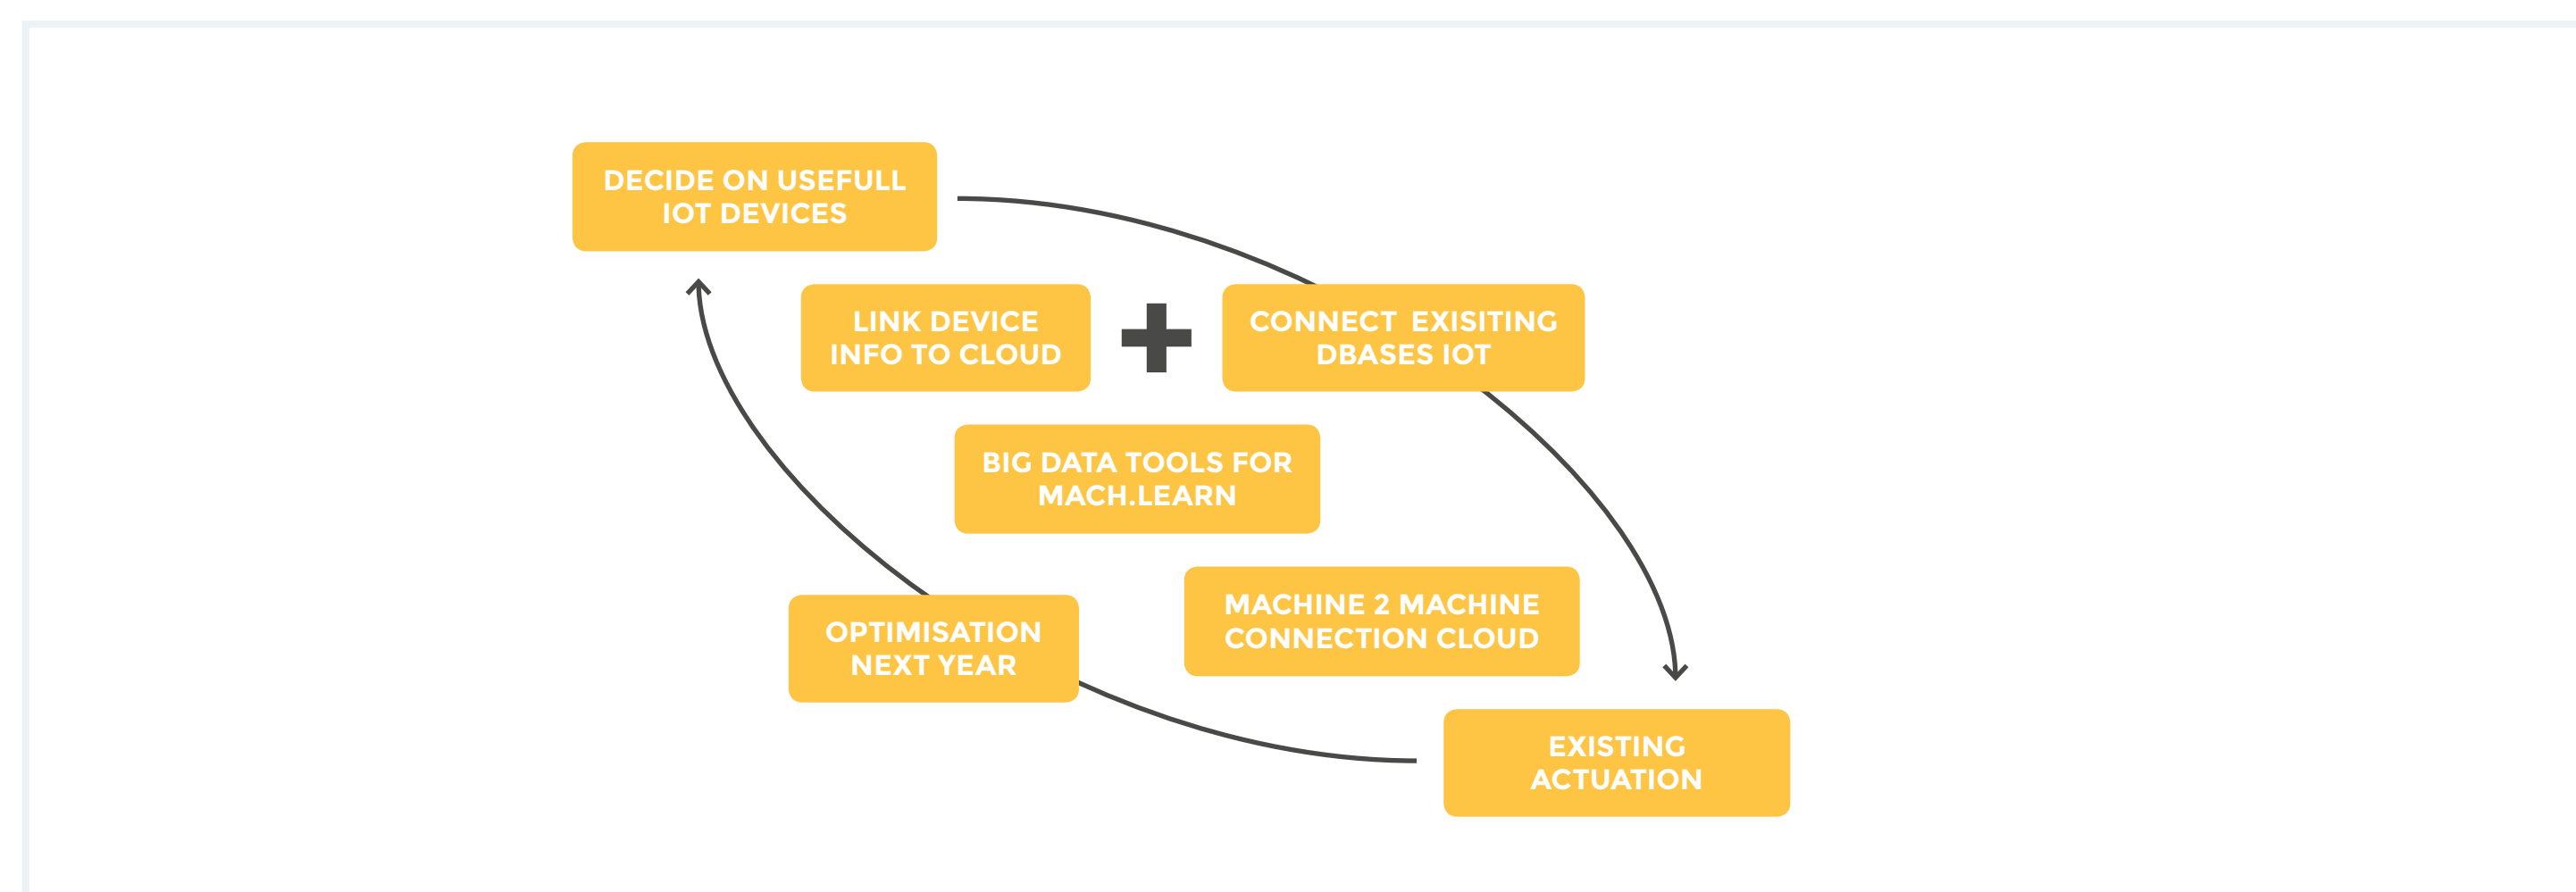 DECIDE ON USEFULL
IOT DEVICES
LINK DEVICE
INFO TO CLOUD
CONNECT EXISITING
DBASES IOT
BIG DATA TOOLS FOR
MACH.LEARN
MACHINE 2 MACHINE
CONNECTION CLOUD
OPTIMISATION
NEXT YEAR
EXISTING
ACTUATION